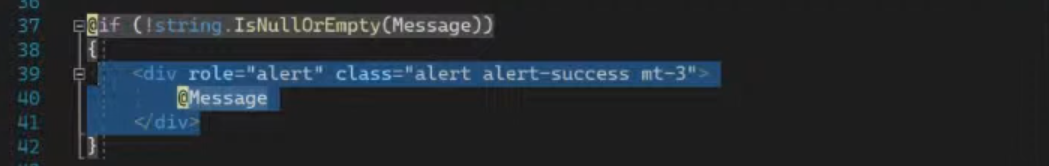 36
37 @if (!string.IsNullOrEmpty(Message))
38 {
39 <div role="alert" class="alert alert-success mt-3">
40 @Message
41 </div>
42 }